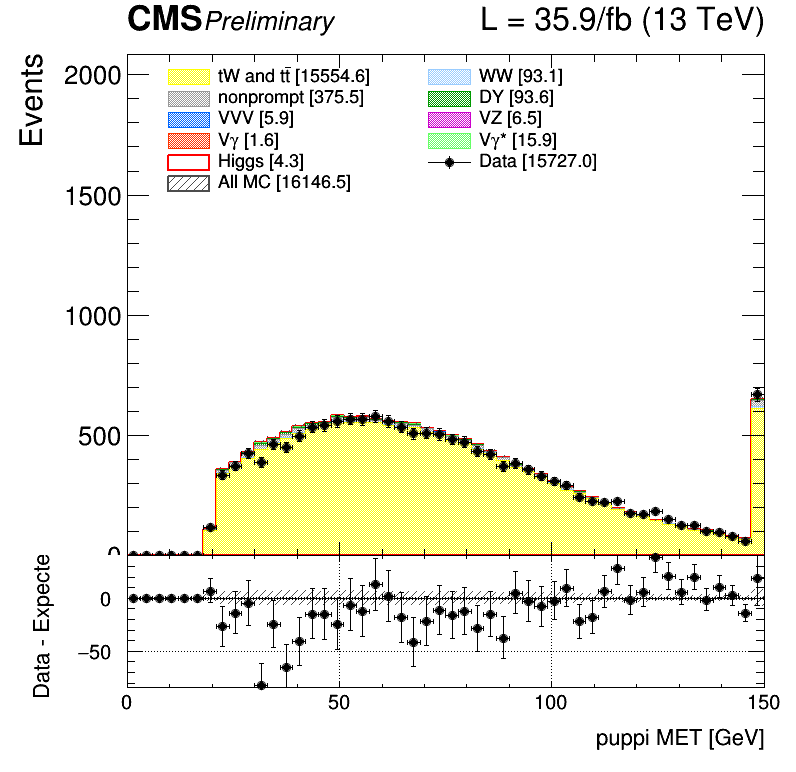 CMS Preliminary L = 35.9/fb (13 TeV)
Events
2000
1500
1000
500
0
tW and tt̄ [15554.6]
nonprompt [375.5]
VVV [5.9]
Vγ [1.6]
Higgs [4.3]
All MC [16146.5]
WW [93.1]
DY [93.6]
VZ [6.5]
Vγ* [15.9]
Data [15727.0]
Data - Expecte
0
−50
0 50 100 150
puppi MET [GeV]